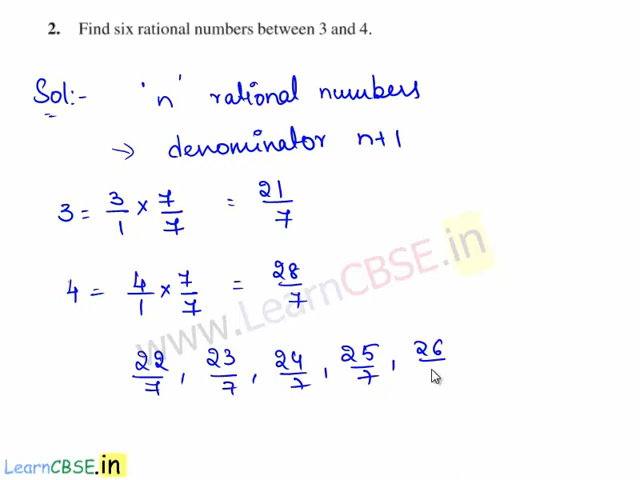 2. Find six rational numbers between 3 and 4.
Sol:- 'n' rational numbers
→ denominator n+1
3 = 3/1 × 7/7 = 21/7
4 = 4/1 × 7/7 = 28/7
22/7, 23/7, 24/7, 25/7, 26/
www.LearnCBSE.in
LearnCBSE.in